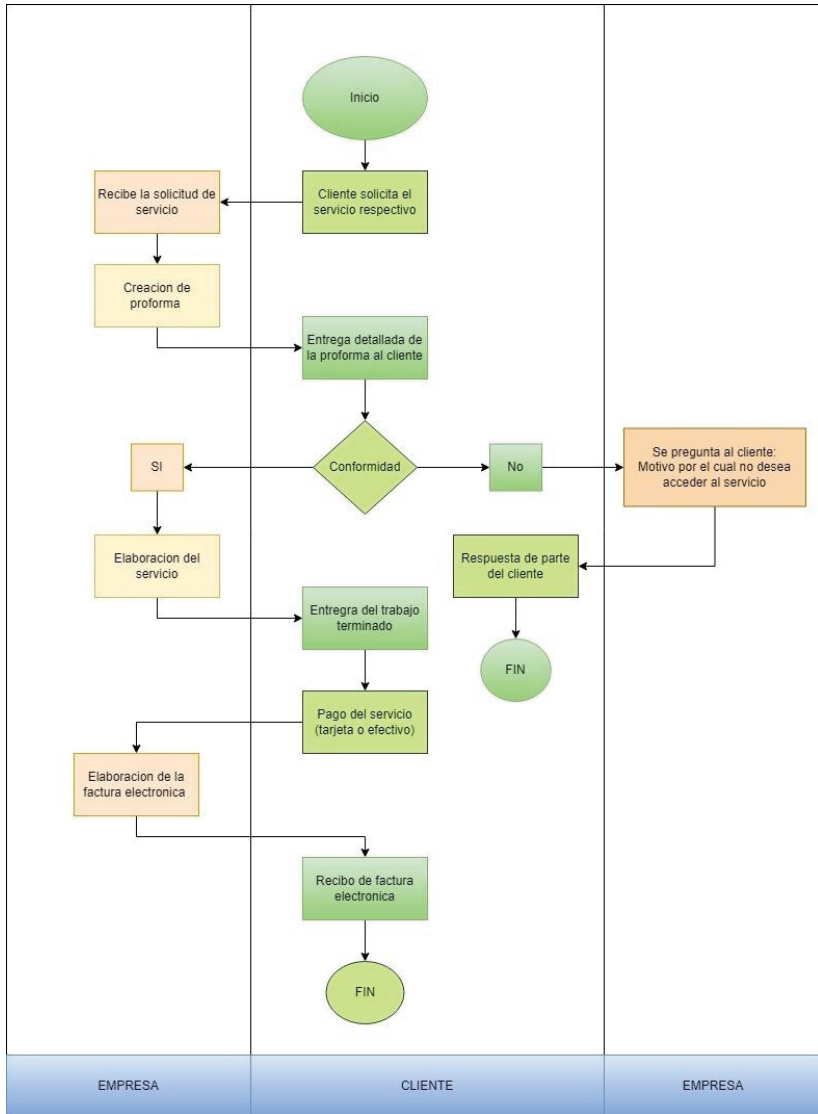 Inicio
Cliente solicita el
servicio respectivo
Recibe la solicitud de
servicio
Creacion de
proforma
Entrega detallada de
la proforma al cliente
Conformidad
SI
No
Se pregunta al cliente:
Motivo por el cual no desea
acceder al servicio
Elaboracion del
servicio
Respuesta de parte
del cliente
Entregra del trabajo
terminado
FIN
Pago del servicio
(tarjeta o efectivo)
Elaboracion de la
factura electronica
Recibo de factura
electronica
FIN
EMPRESA
CLIENTE
EMPRESA